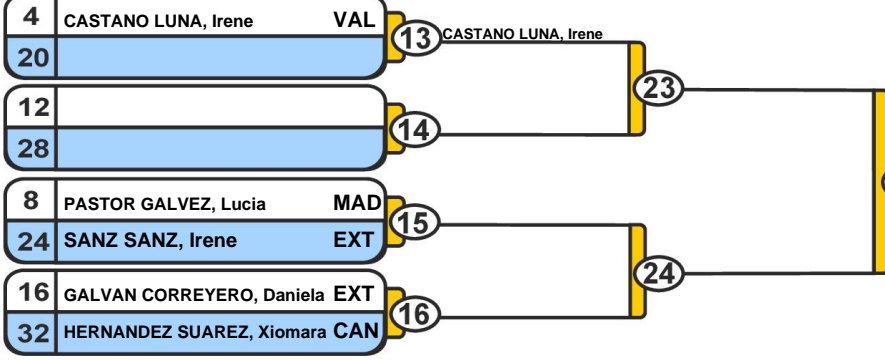 4 CASTANO LUNA, Irene VAL
20
13 CASTANO LUNA, Irene
12
28
14
23
8 PASTOR GALVEZ, Lucia MAD
24 SANZ SANZ, Irene EXT
15
16 GALVAN CORREYERO, Daniela EXT
32 HERNANDEZ SUAREZ, Xiomara CAN
16
24